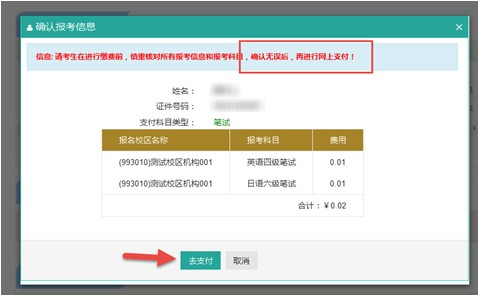 确认报考信息
信息: 请考生在进行缴费前，慎重核对所有报考信息和报考科目，确认无误后，再进行网上支付！
姓名：
证件号码：
支付科目类型： 笔试
报名校区名称 报考科目 费用
(993010)测试校区机构001 英语四级笔试 0.01
(993010)测试校区机构001 日语六级笔试 0.01
合计：￥0.02
去支付 取消